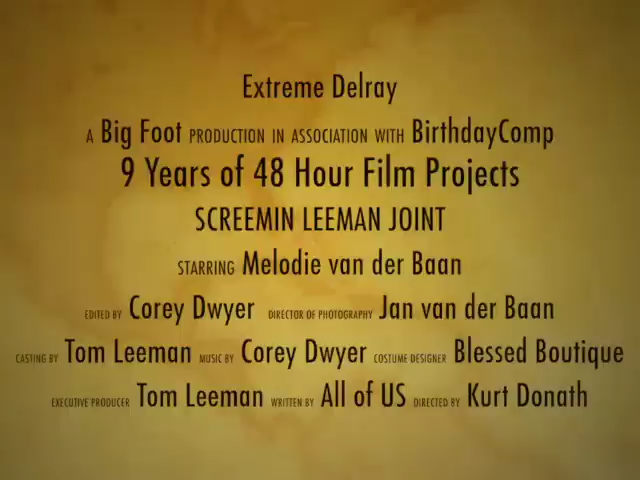 Extreme Delray
A Big Foot PRODUCTION IN ASSOCIATION WITH BirthdayComp
9 Years of 48 Hour Film Projects
SCREEMIN LEEMAN JOINT
STARRING Melodie van der Baan
EDITED BY Corey Dwyer DIRECTOR OF PHOTOGRAPHY Jan van der Baan
CASTING BY Tom Leeman MUSIC BY Corey Dwyer COSTUME DESIGNER Blessed Boutique
EXECUTIVE PRODUCER Tom Leeman WRITTEN BY All of US DIRECTED BY Kurt Donath